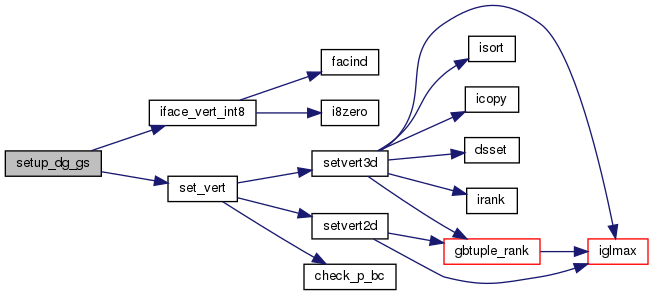 isort
facind
icopy
iface_vert_int8
i8zero
dsset
setup_dg_gs
setvert3d
set_vert
irank
setvert2d
gbtuple_rank
iglmax
check_p_bc